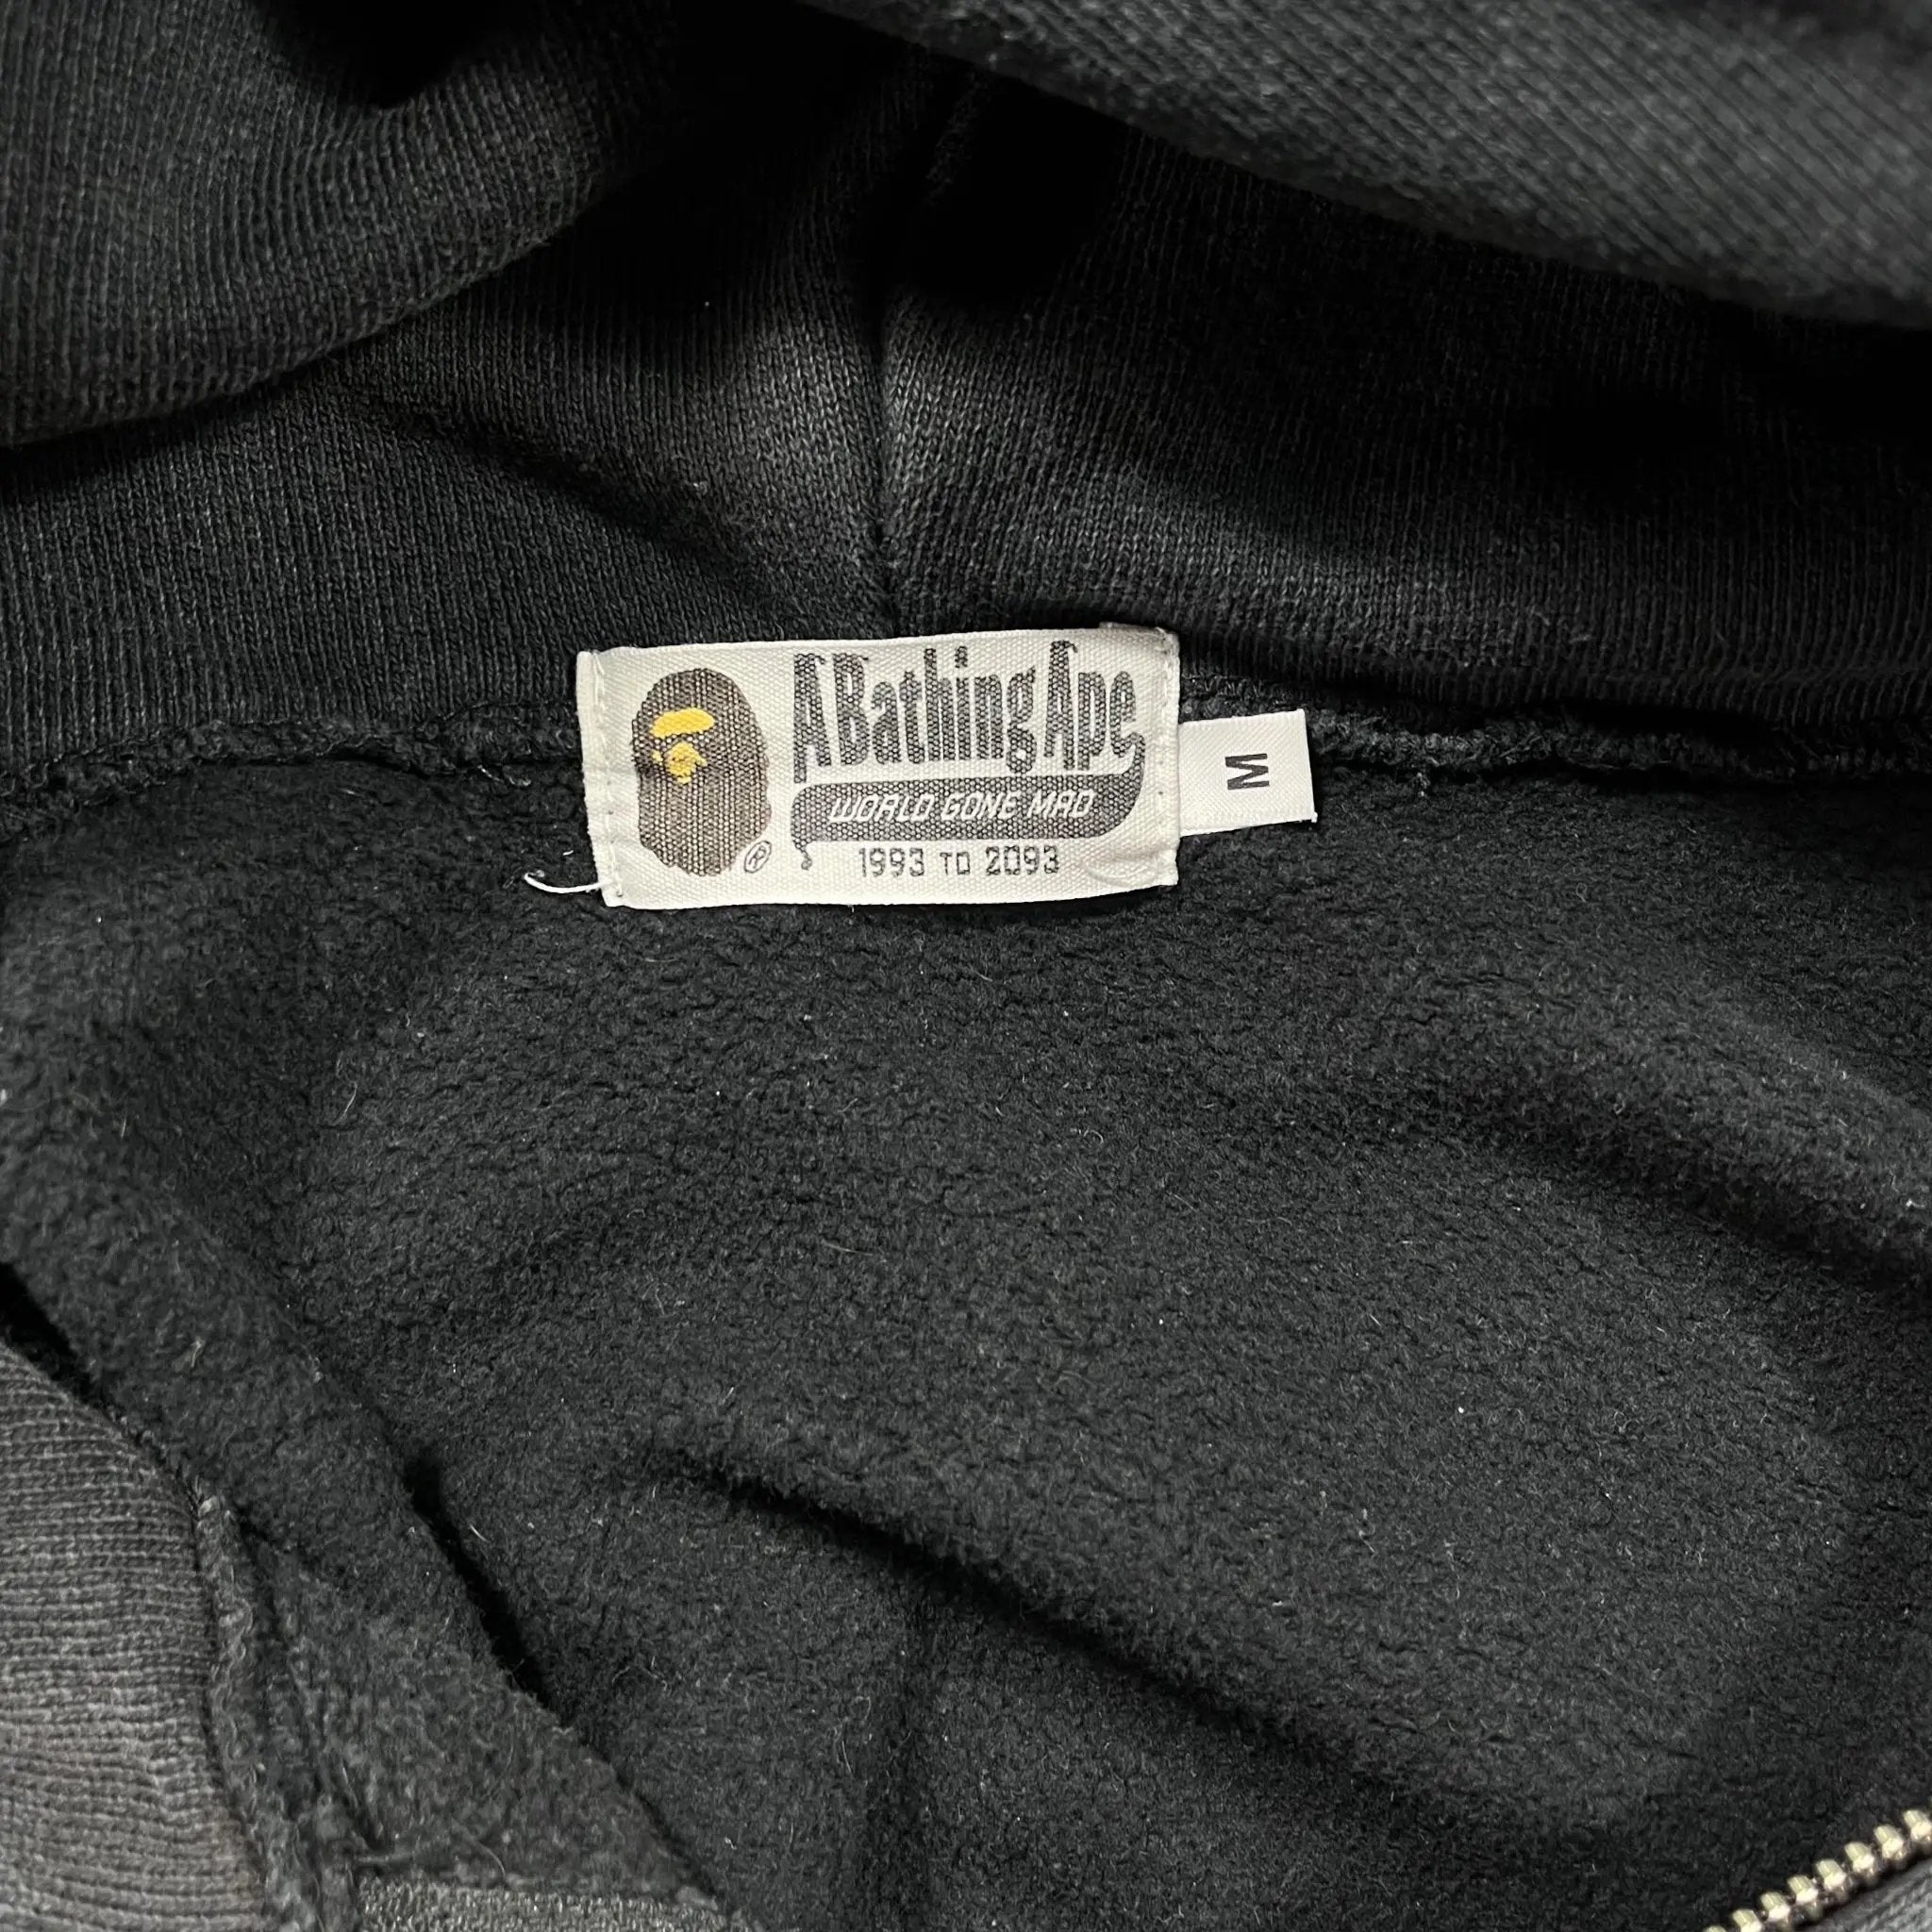 A Bathing Ape
WORLD GONE MAD
1993 TO 2093
®
M